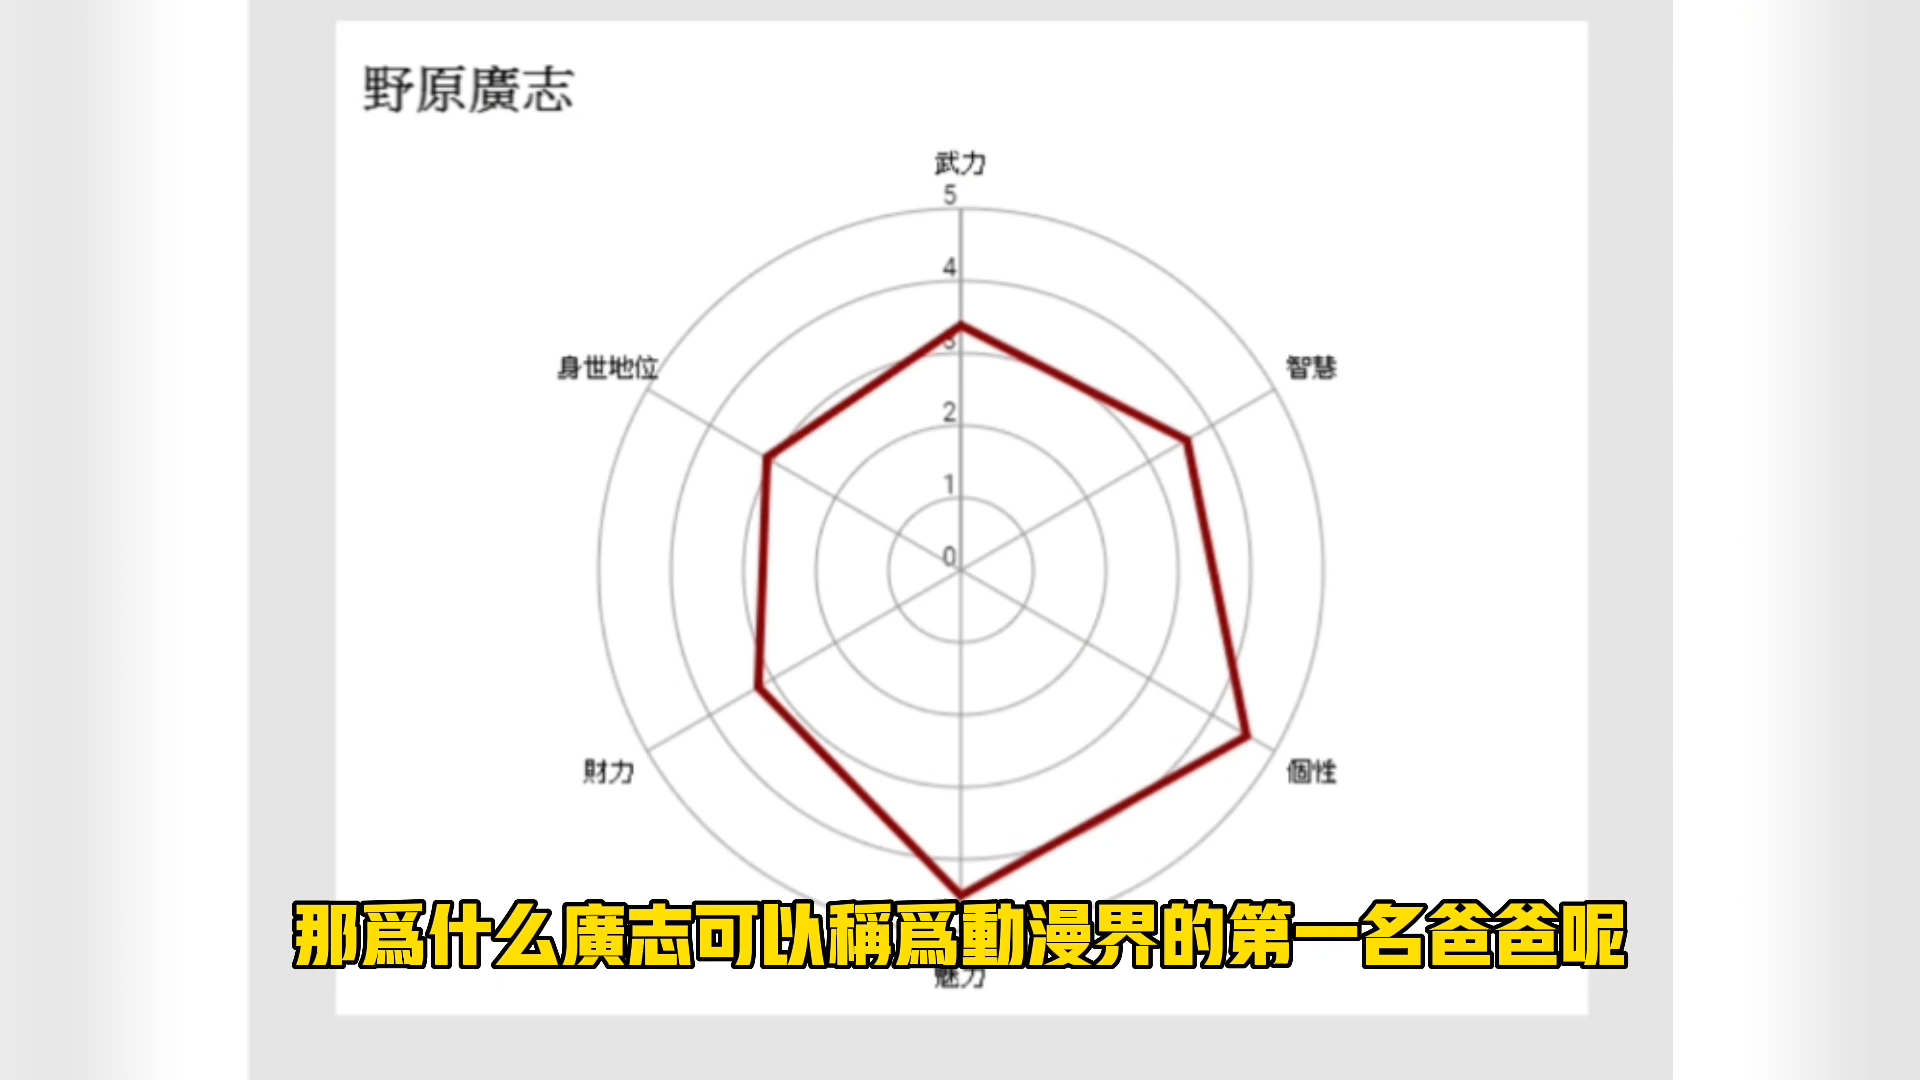 野原廣志
武力
5
4
3
2
1
0
身世地位
智慧
財力
個性
那爲什么廣志可以稱爲動漫界的第一名爸爸呢
魅力